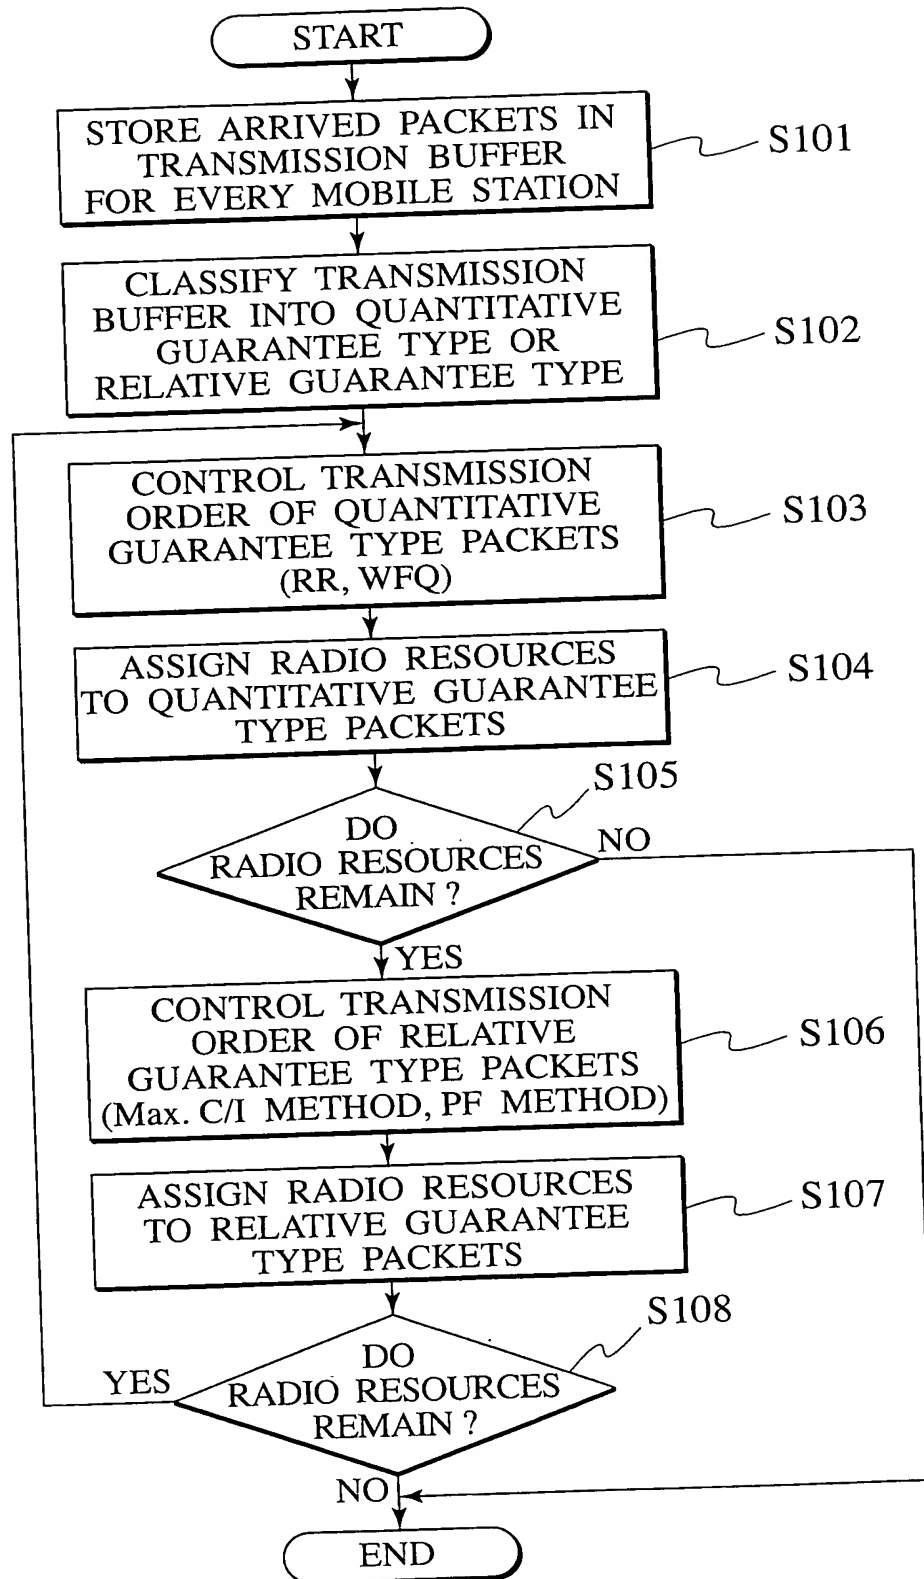 START
STORE ARRIVED PACKETS IN
TRANSMISSION BUFFER
FOR EVERY MOBILE STATION
S101
CLASSIFY TRANSMISSION
BUFFER INTO QUANTITATIVE
GUARANTEE TYPE OR
RELATIVE GUARANTEE TYPE
S102
CONTROL TRANSMISSION
ORDER OF QUANTITATIVE
GUARANTEE TYPE PACKETS
(RR, WFQ)
S103
ASSIGN RADIO RESOURCES
TO QUANTITATIVE GUARANTEE
TYPE PACKETS
S104
S105
DO
RADIO RESOURCES
REMAIN ?
NO
YES
CONTROL TRANSMISSION
ORDER OF RELATIVE
GUARANTEE TYPE PACKETS
(Max. C/I METHOD, PF METHOD)
S106
ASSIGN RADIO RESOURCES
TO RELATIVE GUARANTEE
TYPE PACKETS
S107
S108
DO
RADIO RESOURCES
REMAIN ?
YES
NO
END